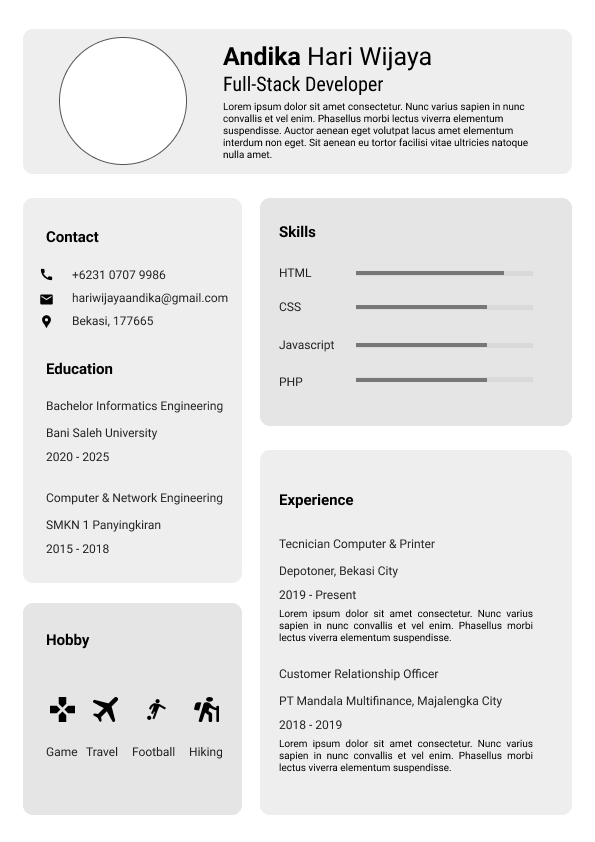 Andika Hari Wijaya
Full-Stack Developer
Lorem ipsum dolor sit amet consectetur. Nunc varius sapien in nunc
convallis et vel enim. Phasellus morbi lectus viverra elementum
suspendisse. Auctor aenean eget volutpat lacus amet elementum
interdum non eget. Sit aenean eu tortor facilisi vitae ultricies natoque
nulla amet.
Contact
+6231 0707 9986
hariwijayaandika@gmail.com
Bekasi, 177665
Education
Bachelor Informatics Engineering
Bani Saleh University
2020 - 2025
Computer & Network Engineering
SMKN 1 Panyingkiran
2015 - 2018
Hobby
Game Travel Football Hiking
Skills
HTML
CSS
Javascript
PHP
Experience
Tecnician Computer & Printer
Depotoner, Bekasi City
2019 - Present
Lorem ipsum dolor sit amet consectetur. Nunc varius
sapien in nunc convallis et vel enim. Phasellus morbi
lectus viverra elementum suspendisse.
Customer Relationship Officer
PT Mandala Multifinance, Majalengka City
2018 - 2019
Lorem ipsum dolor sit amet consectetur. Nunc varius
sapien in nunc convallis et vel enim. Phasellus morbi
lectus viverra elementum suspendisse.